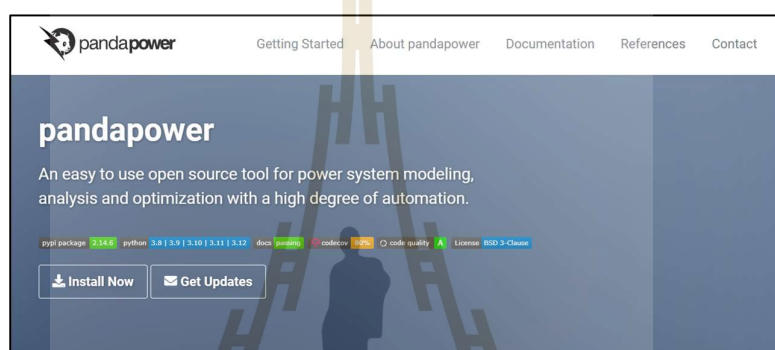 pandapower
Getting Started About pandapower Documentation References Contact
pandapower
An easy to use open source tool for power system modeling,
analysis and optimization with a high degree of automation.
pypi package 2.14.6 python 3.8 | 3.9 | 3.10 | 3.11 | 3.12 docs passing codecov 80% code quality A License BSD 3-Clause
Install Now Get Updates